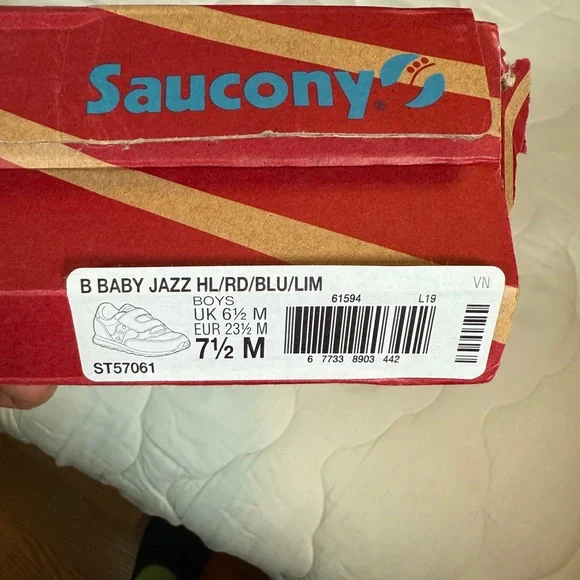 Saucony®
B BABY JAZZ HL/RD/BLU/LIM
VN
BOYS
61594
L19
UK 6½ M
EUR 23½ M
7½ M
6 77338 8903 442
ST57061